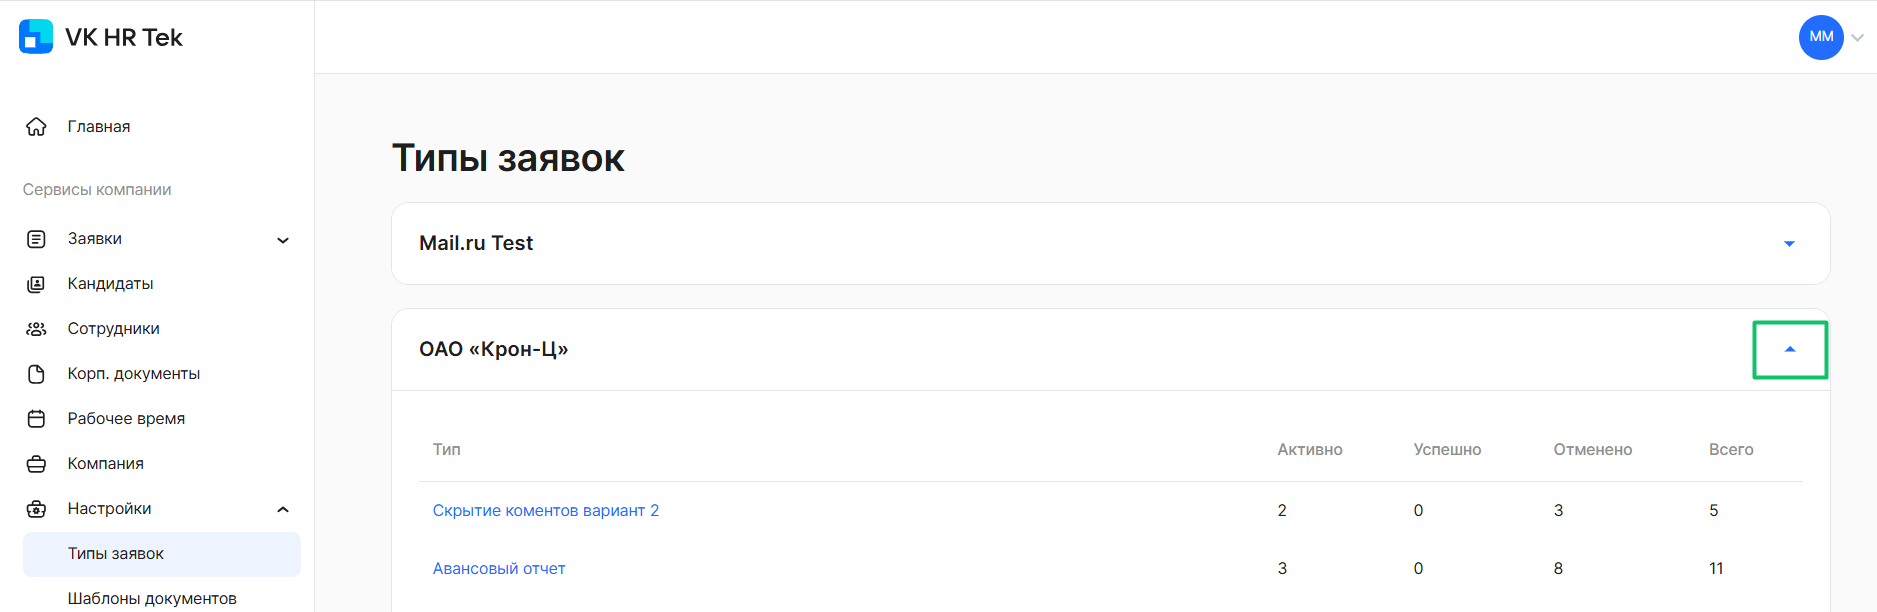 VK HR Tek
ММ
Главная
Сервисы компании
Заявки
Кандидаты
Сотрудники
Корп. документы
Рабочее время
Компания
Настройки
Типы заявок
Шаблоны документов
Типы заявок
Mail.ru Test
ОАО «Крон-Ц»
Тип Активно Успешно Отменено Всего
Скрытие коментов вариант 2 2 0 3 5
Авансовый отчет 3 0 8 11